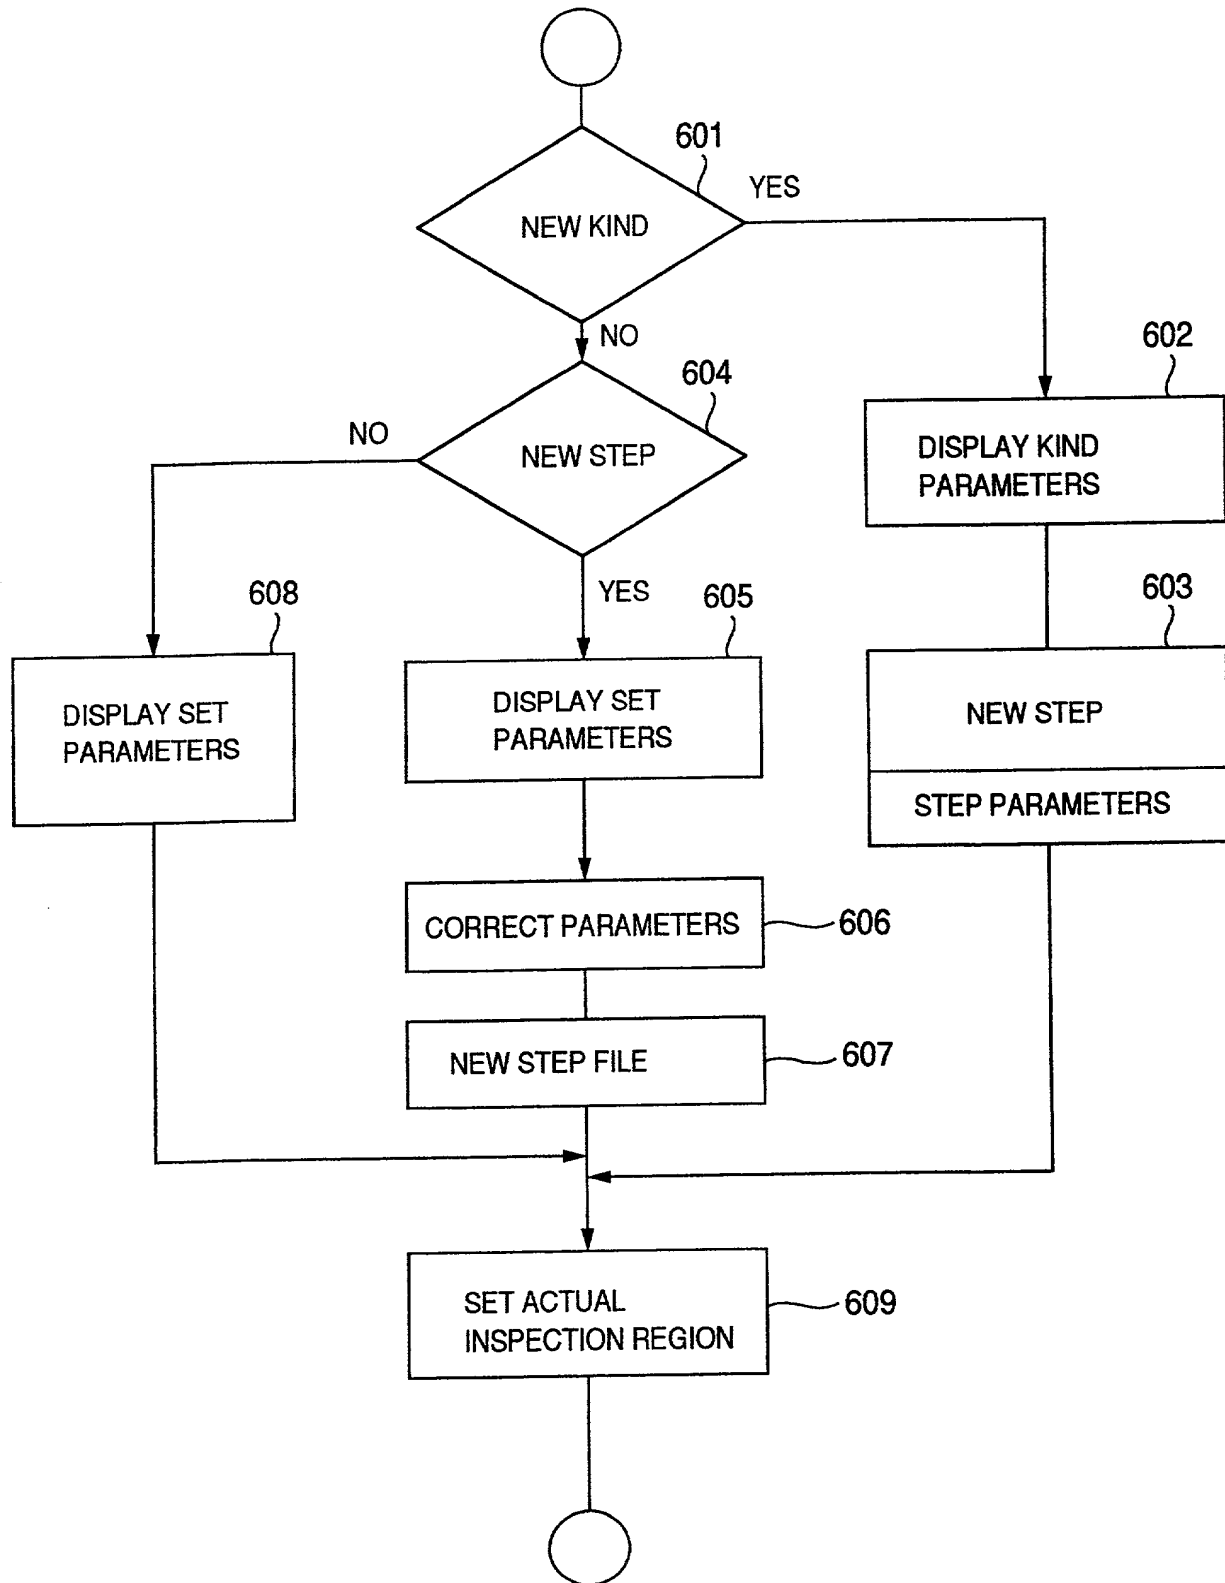 601
YES
NEW KIND
NO
602
604
NO
NEW STEP
DISPLAY KIND
PARAMETERS
YES
603
608
605
DISPLAY SET
PARAMETERS
DISPLAY SET
PARAMETERS
NEW STEP
STEP PARAMETERS
CORRECT PARAMETERS
606
NEW STEP FILE
607
SET ACTUAL
INSPECTION REGION
609